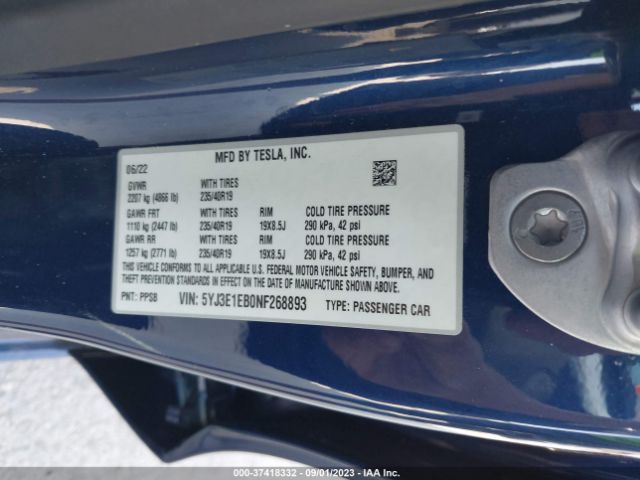 MFD BY TESLA, INC.
06/22
GVWR WITH TIRES
2207 kg (4866 lb) 235/40R19
GAWR FRT WITH TIRES RIM COLD TIRE PRESSURE
1110 kg (2447 lb) 235/40R19 19X8.5J 290 kPa, 42 psi
GAWR RR WITH TIRES RIM COLD TIRE PRESSURE
1257 kg (2771 lb) 235/40R19 19X8.5J 290 kPa, 42 psi
THIS VEHICLE CONFORMS TO ALL APPLICABLE U.S. FEDERAL MOTOR VEHICLE SAFETY, BUMPER, AND
THEFT PREVENTION STANDARDS IN EFFECT ON THE DATE OF MANUFACTURE SHOWN ABOVE.
PNT: PPSB VIN: 5YJ3E1EB0NF268893 TYPE: PASSENGER CAR
000-37418332 - 09/01/2023 - IAA Inc.